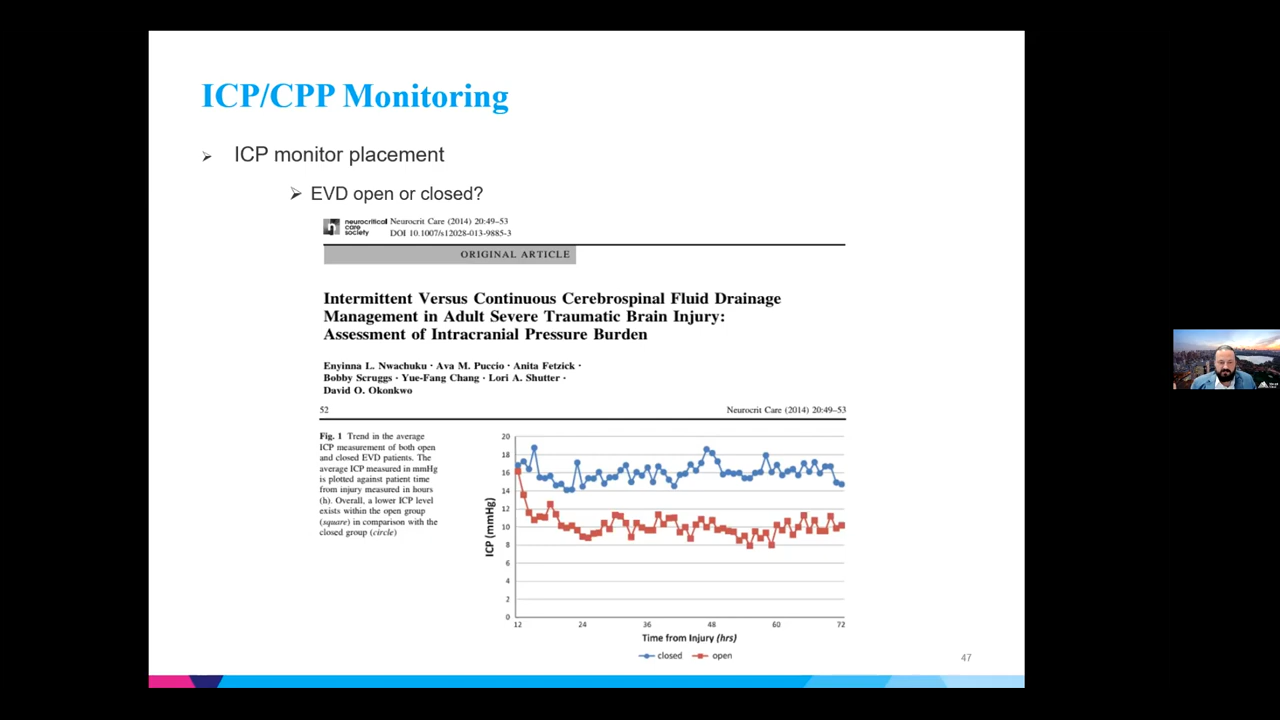 ICP/CPP Monitoring
ICP monitor placement
EVD open or closed?
neurocritical
care
society
Neurocrit Care (2014) 20:49–53
DOI 10.1007/s12028-013-9885-3
ORIGINAL ARTICLE
Intermittent Versus Continuous Cerebrospinal Fluid Drainage
Management in Adult Severe Traumatic Brain Injury:
Assessment of Intracranial Pressure Burden
Enyinna L. Nwachuku · Ava M. Puccio · Anita Fetzick ·
Bobby Scruggs · Yue-Fang Chang · Lori A. Shutter ·
David O. Okonkwo
52
Neurocrit Care (2014) 20:49–53
Fig. 1 Trend in the average
ICP measurement of both open
and closed EVD patients. The
average ICP measured in mmHg
is plotted against patient time
from injury measured in hours
(h). Overall, a lower ICP level
exists within the open group
(square) in comparison with the
closed group (circle)
20
18
16
14
12
10
8
6
4
2
0
ICP (mmHg)
12 24 36 48 60 72
Time from Injury (hrs)
closed open
47